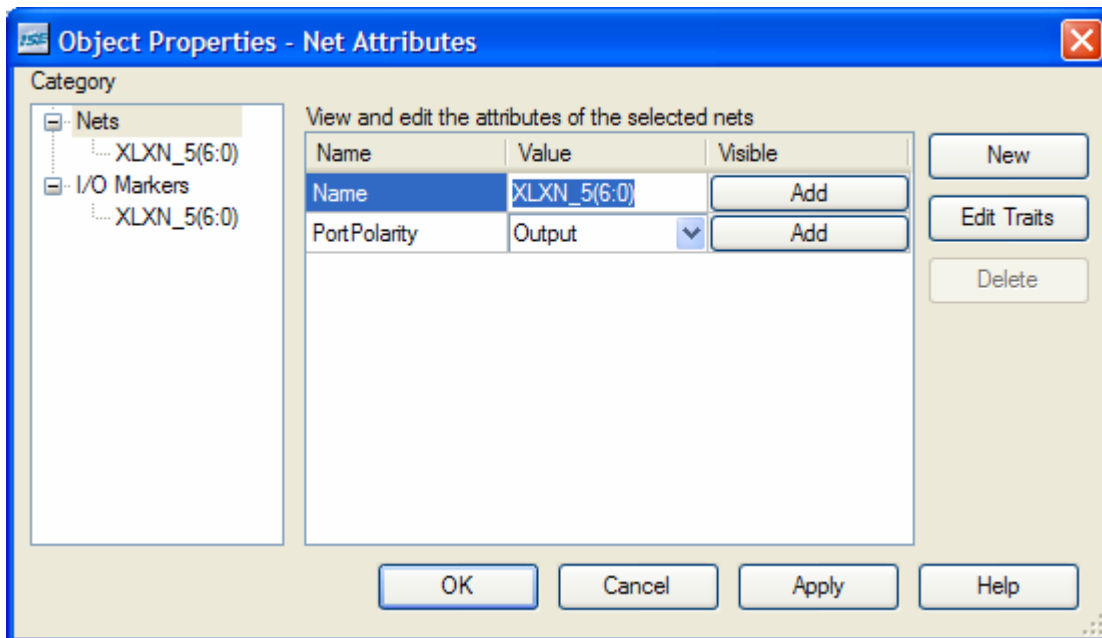 ISE Object Properties - Net Attributes
Category
Nets
XLXN_5(6:0)
I/O Markers
XLXN_5(6:0)
View and edit the attributes of the selected nets
Name Value Visible
Name XLXN_5(6:0) Add
PortPolarity Output Add
New
Edit Traits
Delete
OK Cancel Apply Help